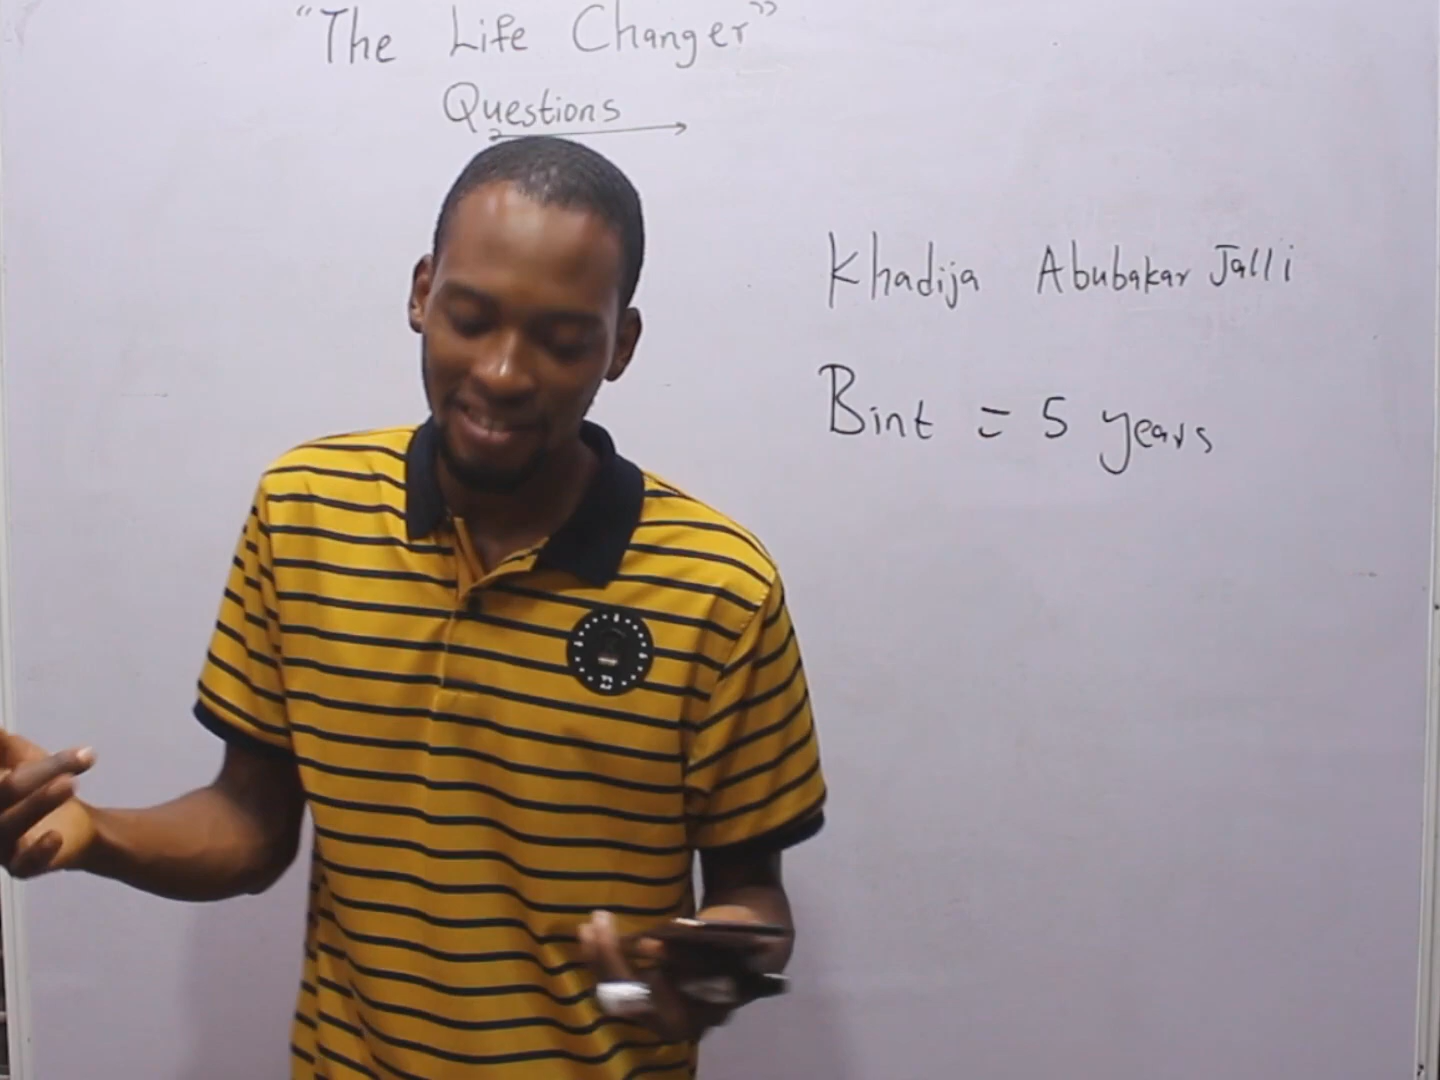 "The Life Changer"
Questions
Khadija Abubakar Jalli
Bint = 5 years